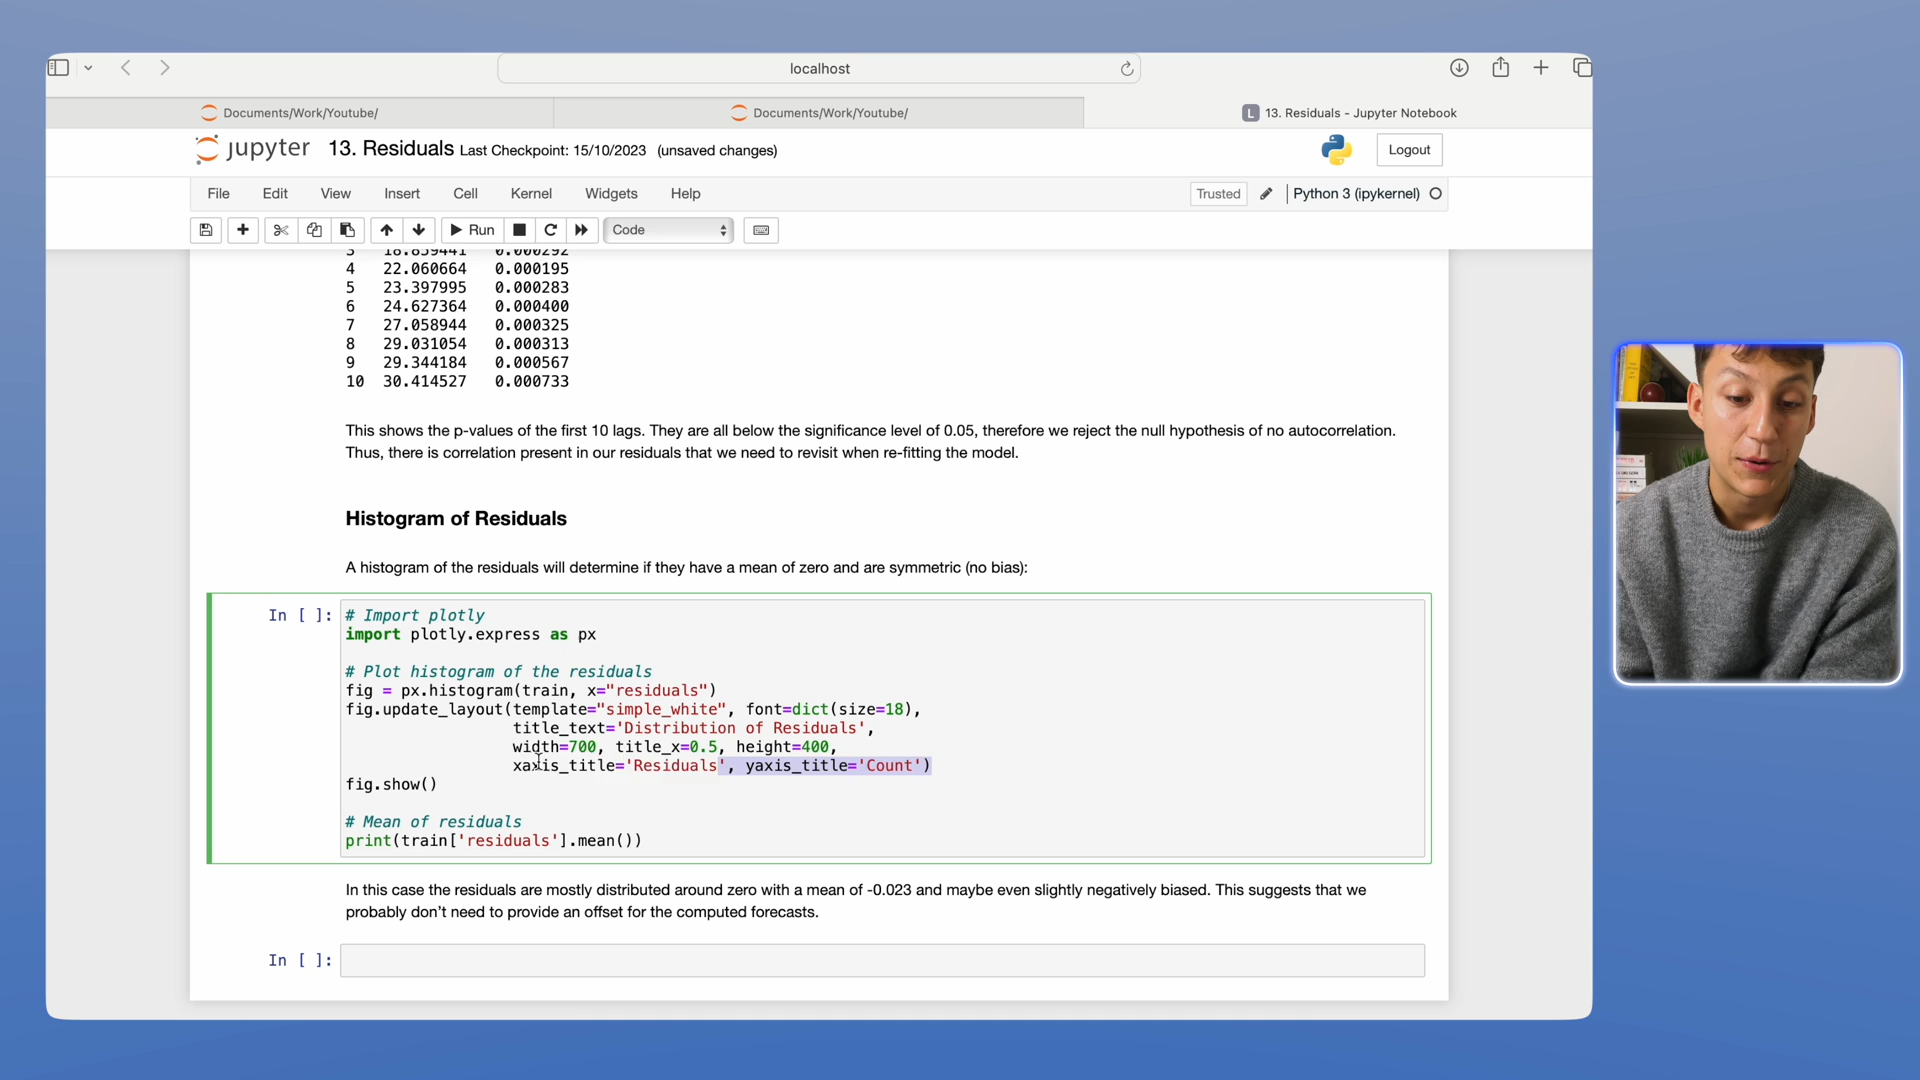 localhost
Documents/Work/Youtube/
Documents/Work/Youtube/
L 13. Residuals - Jupyter Notebook
jupyter 13. Residuals Last Checkpoint: 15/10/2023 (unsaved changes)
Logout
File Edit View Insert Cell Kernel Widgets Help
Trusted Python 3 (ipykernel)
Run Code
3 18.839441 0.000292
4 22.060664 0.000195
5 23.397995 0.000283
6 24.627364 0.000400
7 27.058944 0.000325
8 29.031054 0.000313
9 29.344184 0.000567
10 30.414527 0.000733
This shows the p-values of the first 10 lags. They are all below the significance level of 0.05, therefore we reject the null hypothesis of no autocorrelation.
Thus, there is correlation present in our residuals that we need to revisit when re-fitting the model.
Histogram of Residuals
A histogram of the residuals will determine if they have a mean of zero and are symmetric (no bias):
In [ ]: # Import plotly
import plotly.express as px
# Plot histogram of the residuals
fig = px.histogram(train, x="residuals")
fig.update_layout(template="simple_white", font=dict(size=18),
title_text='Distribution of Residuals',
width=700, title_x=0.5, height=400,
xaxis_title='Residuals', yaxis_title='Count')
fig.show()
# Mean of residuals
print(train['residuals'].mean())
In this case the residuals are mostly distributed around zero with a mean of -0.023 and maybe even slightly negatively biased. This suggests that we
probably don't need to provide an offset for the computed forecasts.
In [ ]: